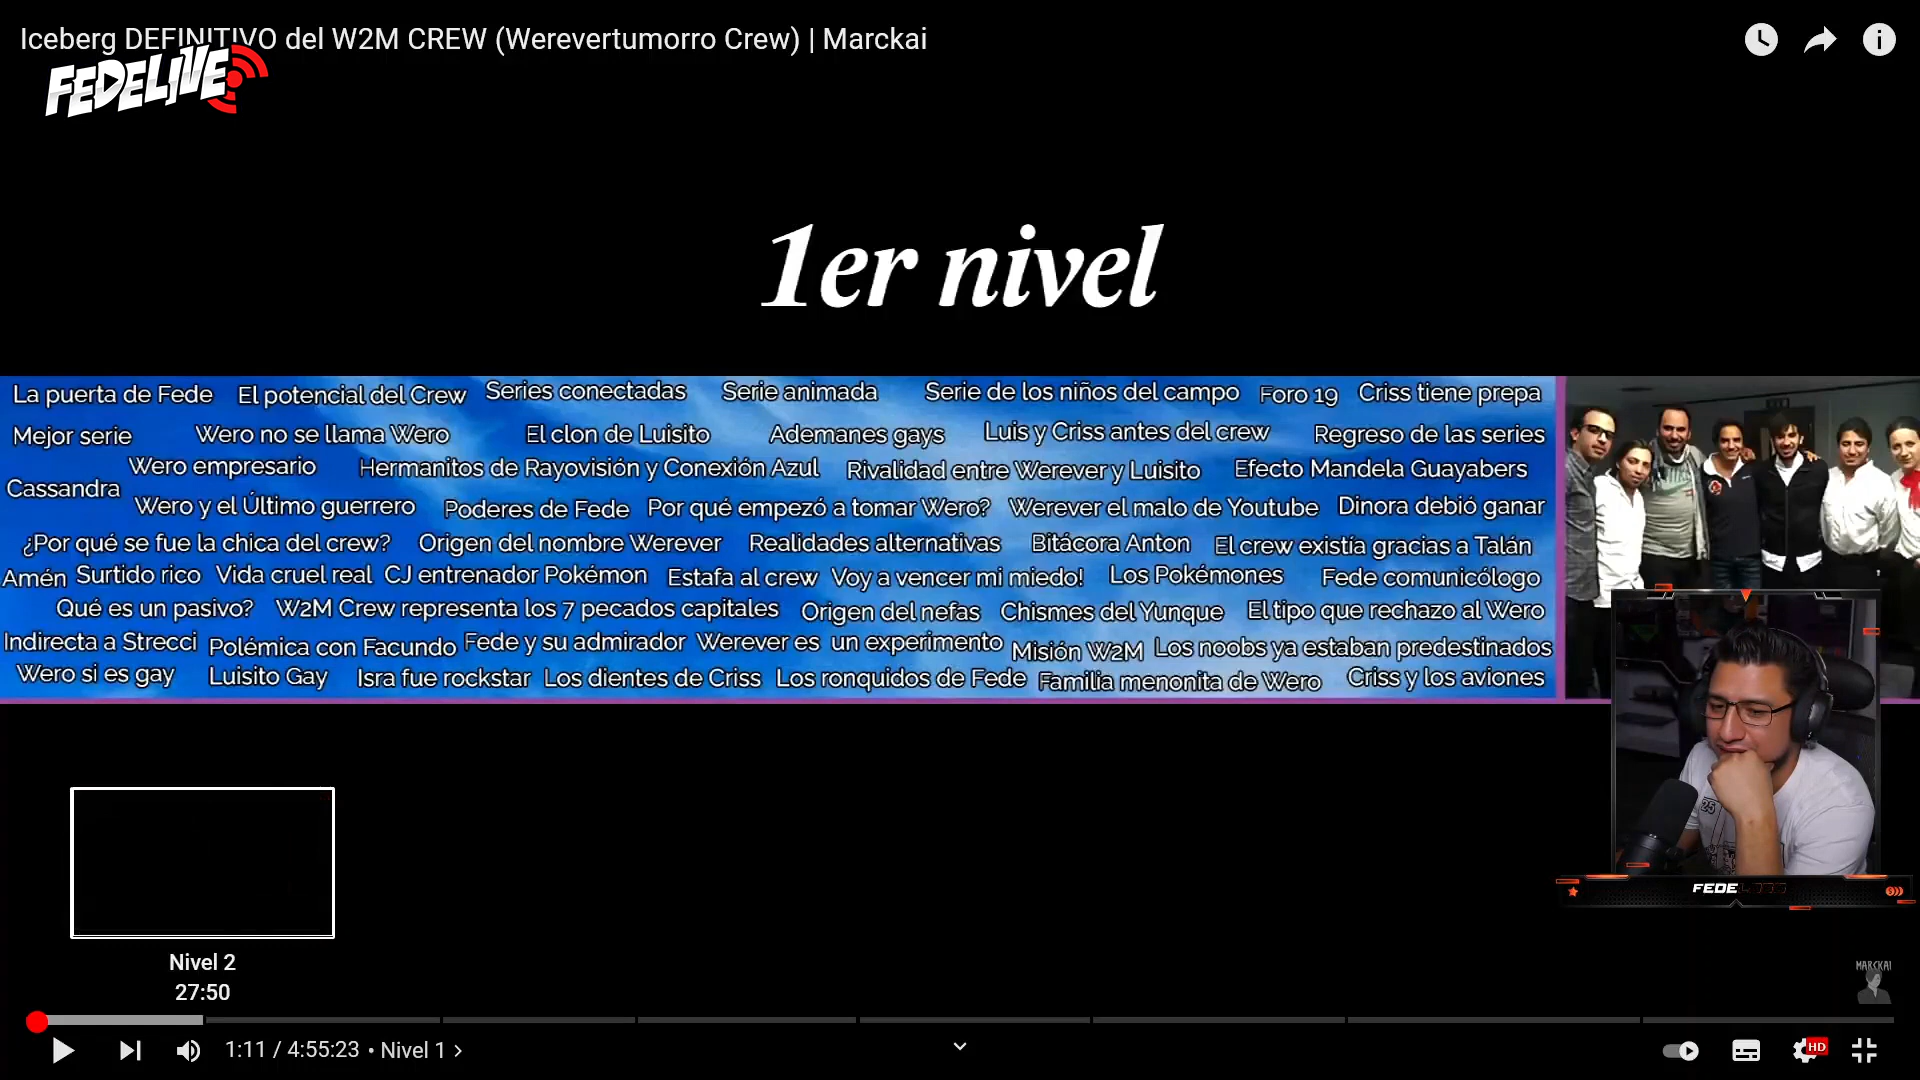 Iceberg DEFINITIVO del W2M CREW (Werevertumorro Crew) | Marckai
FEDELIVE
1er nivel
La puerta de Fede El potencial del Crew Series conectadas Serie animada Serie de los niños del campo Foro 19 Criss tiene prepa
Mejor serie Wero no se llama Wero El clon de Luisito Ademanes gays Luis y Criss antes del crew Regreso de las series
Wero empresario Hermanitos de Rayovisión y Conexión Azul Rivalidad entre Werever y Luisito Efecto Mandela Guayabers
Cassandra Wero y el Último guerrero Poderes de Fede Por qué empezó a tomar Wero? Werever el malo de Youtube Dinora debió ganar
¿Por qué se fue la chica del crew? Origen del nombre Werever Realidades alternativas Bitácora Anton El crew existía gracias a Talán
Amén Surtido rico Vida cruel real CJ entrenador Pokémon Estafa al crew Voy a vencer mi miedo! Los Pokémones Fede comunicólogo
Qué es un pasivo? W2M Crew representa los 7 pecados capitales Origen del nefas Chismes del Yunque El tipo que rechazo al Wero
Indirecta a Strecci Polémica con Facundo Fede y su admirador Werever es un experimento Misión W2M Los noobs ya estaban predestinados
Wero si es gay Luisito Gay Isra fue rockstar Los dientes de Criss Los ronquidos de Fede Familia menonita de Wero Criss y los aviones
25
FEDE
Nivel 2
27:50
MARCKAI
1:11 / 4:55:23 • Nivel 1 ›
HD